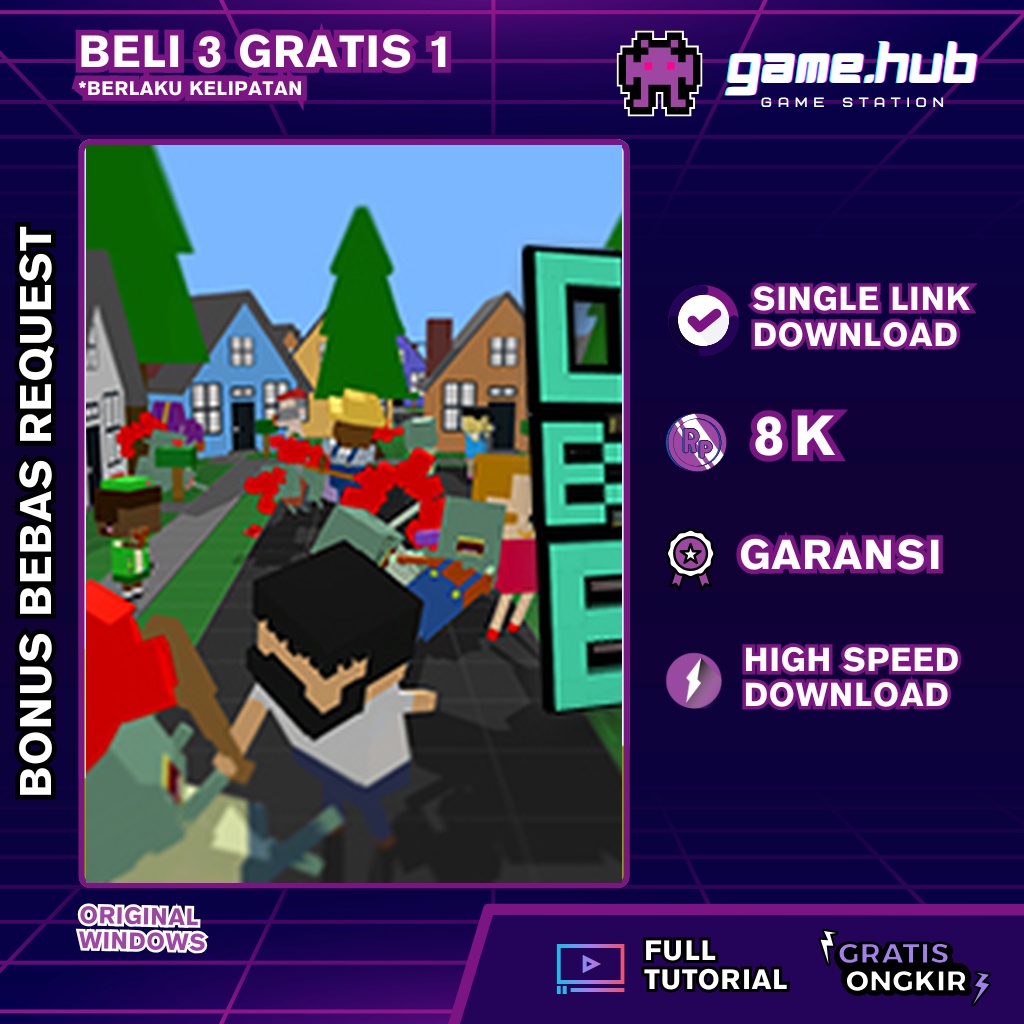 BELI 3 GRATIS 1
*BERLAKU KELIPATAN
game.hub
GAME STATION
BONUS BEBAS REQUEST
SINGLE LINK
DOWNLOAD
Rp
8K
GARANSI
HIGH SPEED
DOWNLOAD
ORIGINAL
WINDOWS
FULL
TUTORIAL
GRATIS
ONGKIR